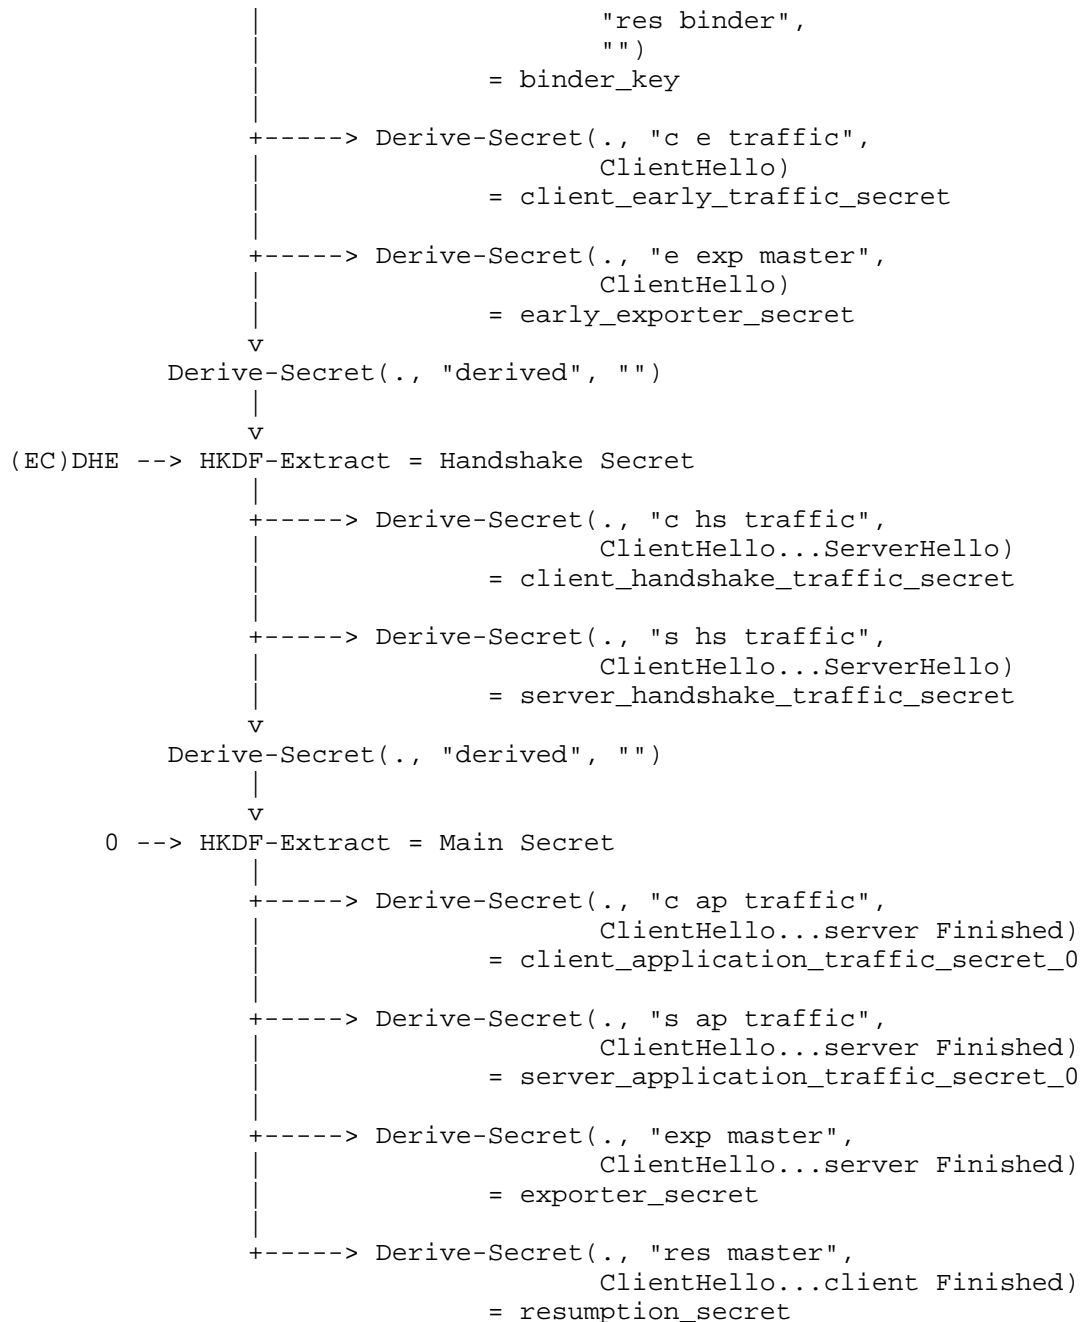 "res binder",
"")
= binder_key
+-----> Derive-Secret(., "c e traffic",
ClientHello)
= client_early_traffic_secret
+-----> Derive-Secret(., "e exp master",
ClientHello)
= early_exporter_secret
v
Derive-Secret(., "derived", "")
v
(EC)DHE --> HKDF-Extract = Handshake Secret
+-----> Derive-Secret(., "c hs traffic",
ClientHello...ServerHello)
= client_handshake_traffic_secret
+-----> Derive-Secret(., "s hs traffic",
ClientHello...ServerHello)
= server_handshake_traffic_secret
v
Derive-Secret(., "derived", "")
v
0 --> HKDF-Extract = Main Secret
+-----> Derive-Secret(., "c ap traffic",
ClientHello...server Finished)
= client_application_traffic_secret_0
+-----> Derive-Secret(., "s ap traffic",
ClientHello...server Finished)
= server_application_traffic_secret_0
+-----> Derive-Secret(., "exp master",
ClientHello...server Finished)
= exporter_secret
+-----> Derive-Secret(., "res master",
ClientHello...client Finished)
= resumption_secret